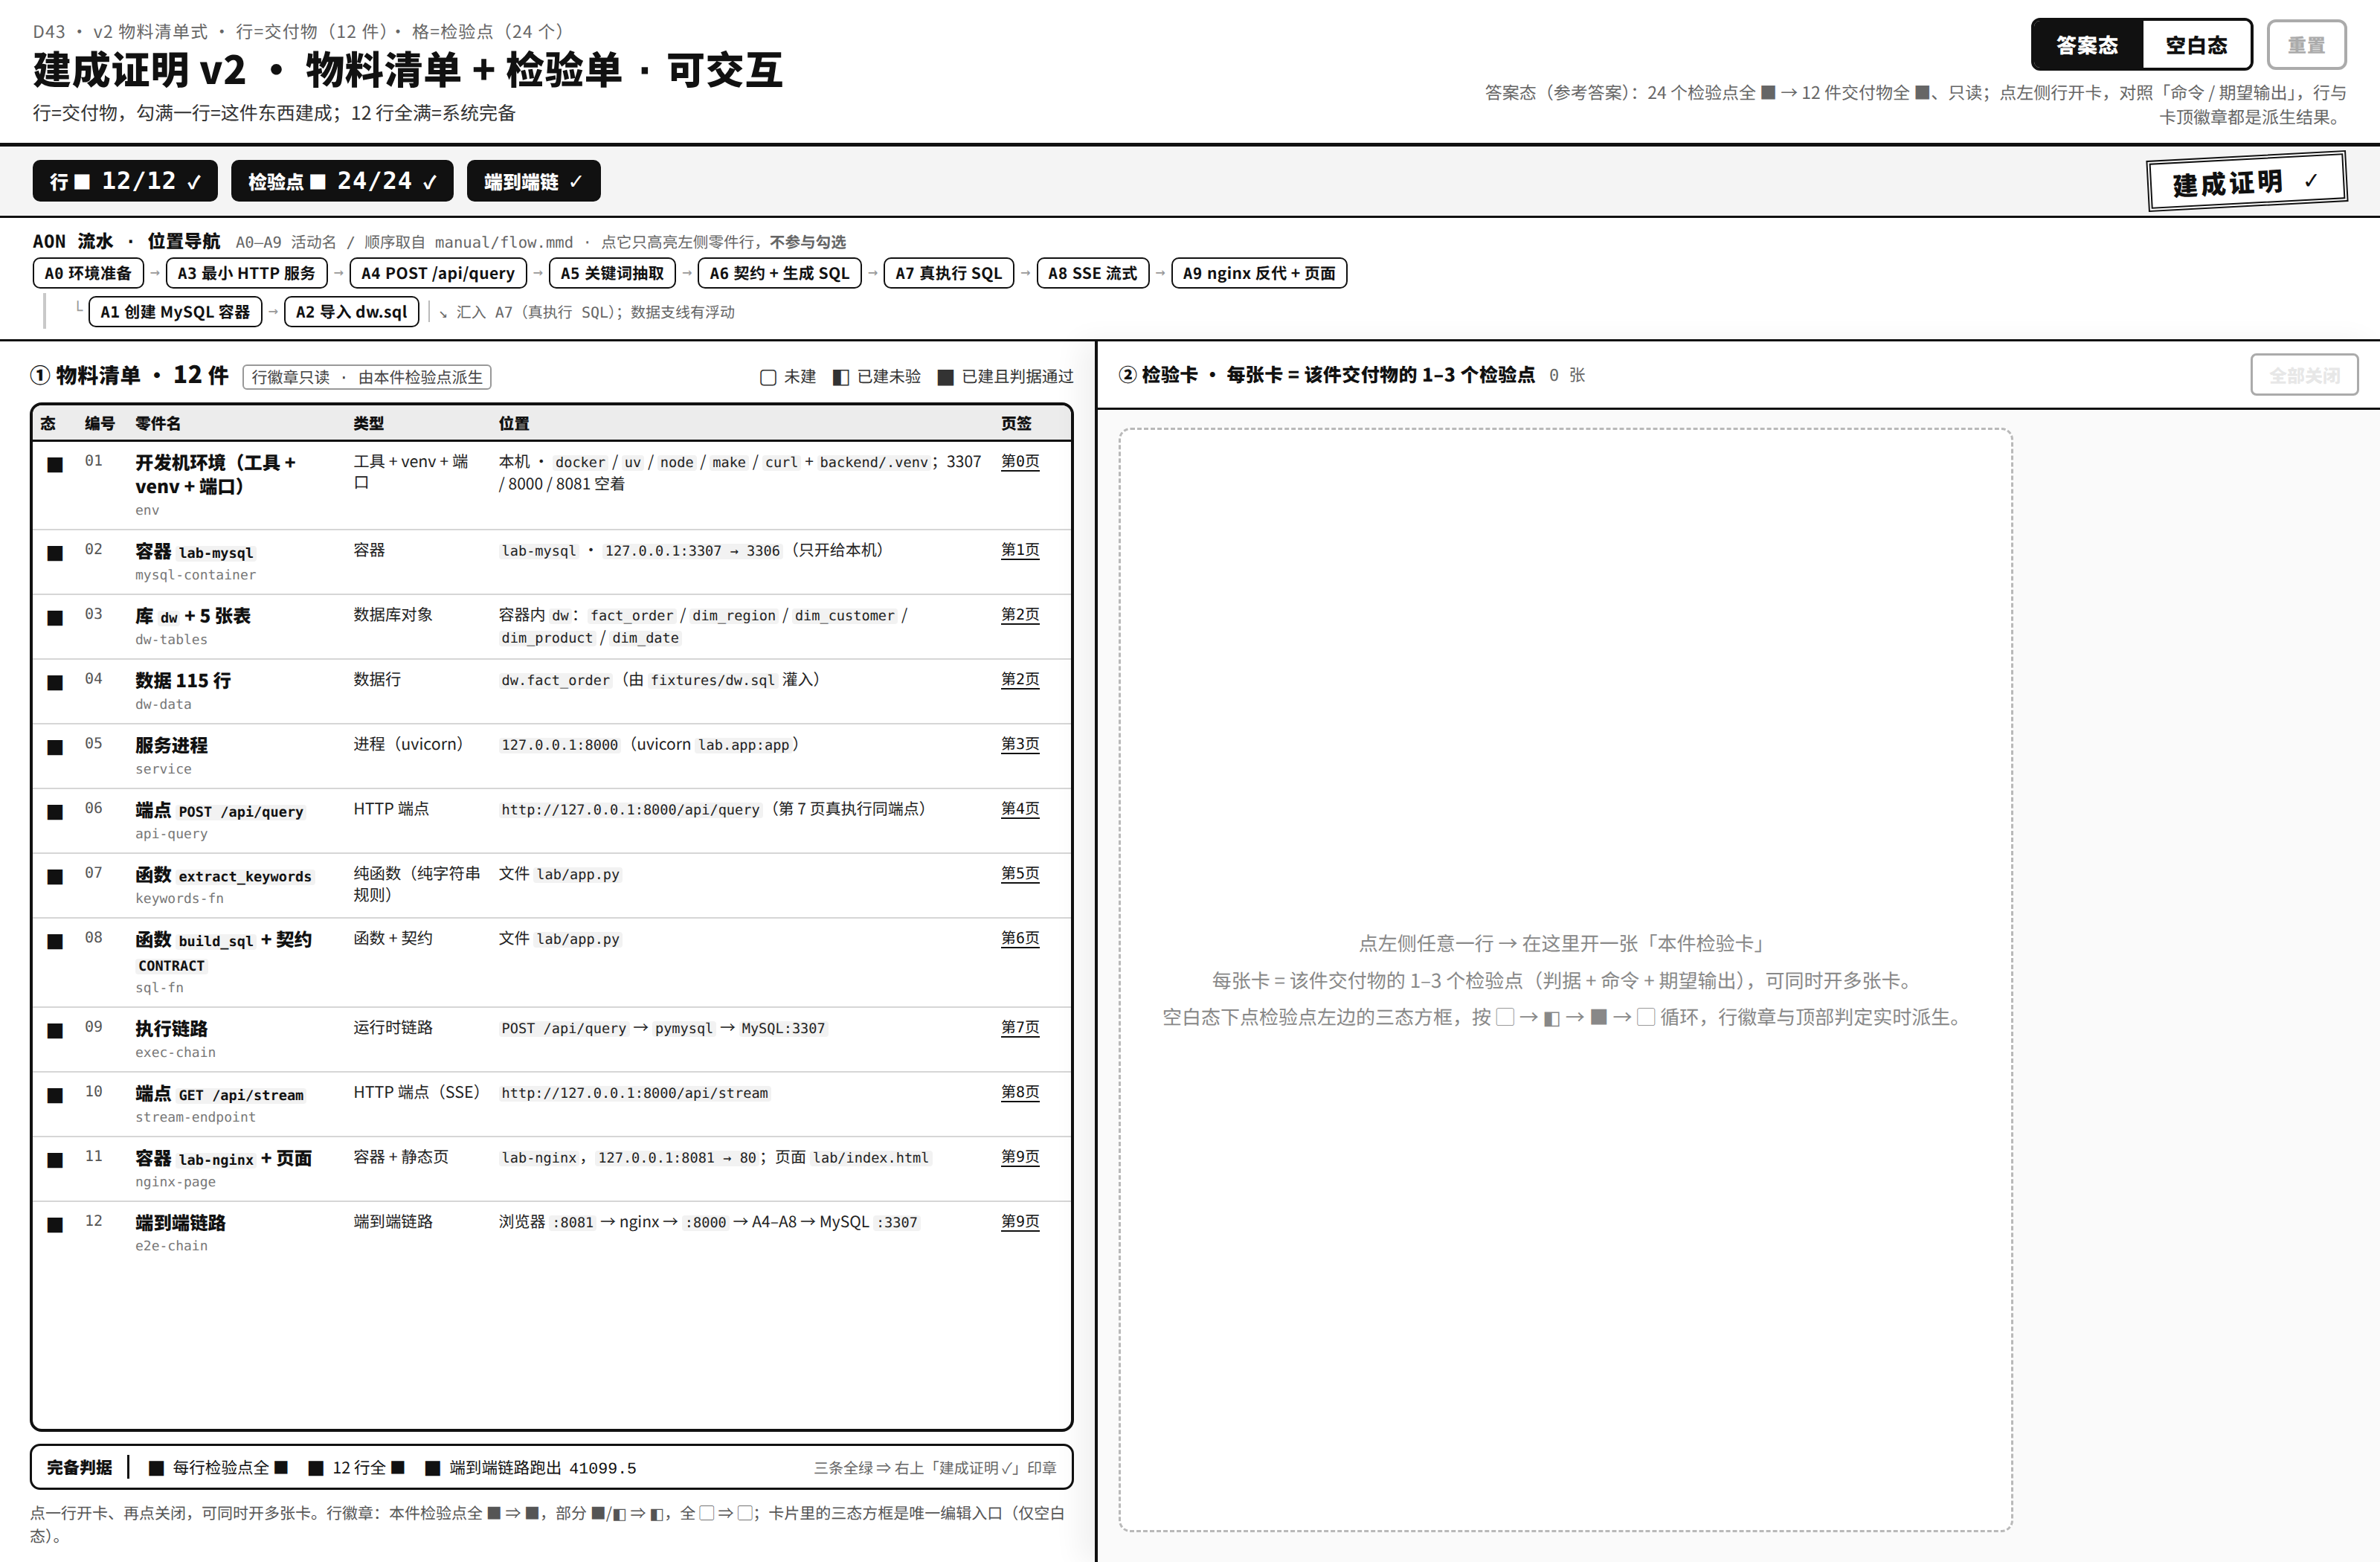 D43 · v2 物料清单式 · 行=交付物（12 件）· 格=检验点（24 个）
建成证明 v2 · 物料清单 + 检验单 · 可交互
行=交付物，勾满一行=这件东西建成；12 行全满=系统完备
答案态 空白态 重置
答案态（参考答案）：24 个检验点全 ■ → 12 件交付物全 ■、只读；点左侧行开卡，对照「命令 / 期望输出」，行与
卡顶徽章都是派生结果。
行 ■ 12/12 ✓ 检验点 ■ 24/24 ✓ 端到端链 ✓
建成证明 ✓
AON 流水 · 位置导航 A0—A9 活动名 / 顺序取自 manual/flow.mmd · 点它只高亮左侧零件行，不参与勾选
A0 环境准备 → A3 最小 HTTP 服务 → A4 POST /api/query → A5 关键词抽取 → A6 契约 + 生成 SQL → A7 真执行 SQL → A8 SSE 流式 → A9 nginx 反代 + 页面
└ A1 创建 MySQL 容器 → A2 导入 dw.sql ↘ 汇入 A7（真执行 SQL）；数据支线有浮动
① 物料清单 · 12 件 行徽章只读 · 由本件检验点派生 ▢ 未建 ◧ 已建未验 ■ 已建且判据通过
态 编号 零件名 类型 位置 页签
■ 01 开发机环境（工具 + 工具 + venv + 端 本机 · docker / uv / node / make / curl + backend/.venv；3307 第0页
venv + 端口） 口 / 8000 / 8081 空着
env
■ 02 容器 lab-mysql 容器 lab-mysql · 127.0.0.1:3307 → 3306（只开给本机） 第1页
mysql-container
■ 03 库 dw + 5 张表 数据库对象 容器内 dw： fact_order / dim_region / dim_customer / 第2页
dw-tables dim_product / dim_date
■ 04 数据 115 行 数据行 dw.fact_order（由 fixtures/dw.sql 灌入） 第2页
dw-data
■ 05 服务进程 进程（uvicorn） 127.0.0.1:8000（uvicorn lab.app:app） 第3页
service
■ 06 端点 POST /api/query HTTP 端点 http://127.0.0.1:8000/api/query（第 7 页真执行同端点） 第4页
api-query
■ 07 函数 extract_keywords 纯函数（纯字符串 文件 lab/app.py 第5页
keywords-fn 规则）
■ 08 函数 build_sql + 契约 函数 + 契约 文件 lab/app.py 第6页
CONTRACT
sql-fn
■ 09 执行链路 运行时链路 POST /api/query → pymysql → MySQL:3307 第7页
exec-chain
■ 10 端点 GET /api/stream HTTP 端点（SSE） http://127.0.0.1:8000/api/stream 第8页
stream-endpoint
■ 11 容器 lab-nginx + 页面 容器 + 静态页 lab-nginx， 127.0.0.1:8081 → 80；页面 lab/index.html 第9页
nginx-page
■ 12 端到端链路 端到端链路 浏览器 :8081 → nginx → :8000 → A4–A8 → MySQL :3307 第9页
e2e-chain
完备判据 ■ 每行检验点全 ■ ■ 12 行全 ■ ■ 端到端链路跑出 41099.5 三条全绿 ⇒ 右上「建成证明 ✓」印章
点一行开卡、再点关闭，可同时开多张卡。行徽章：本件检验点全 ■ ⇒ ■，部分 ■/◧ ⇒ ◧，全 ▢ ⇒ ▢；卡片里的三态方框是唯一编辑入口（仅空白
态）。
② 检验卡 · 每张卡 = 该件交付物的 1–3 个检验点 0 张 全部关闭
点左侧任意一行 → 在这里开一张「本件检验卡」
每张卡 = 该件交付物的 1–3 个检验点（判据 + 命令 + 期望输出），可同时开多张卡。
空白态下点检验点左边的三态方框，按 ▢ → ◧ → ■ → ▢ 循环，行徽章与顶部判定实时派生。